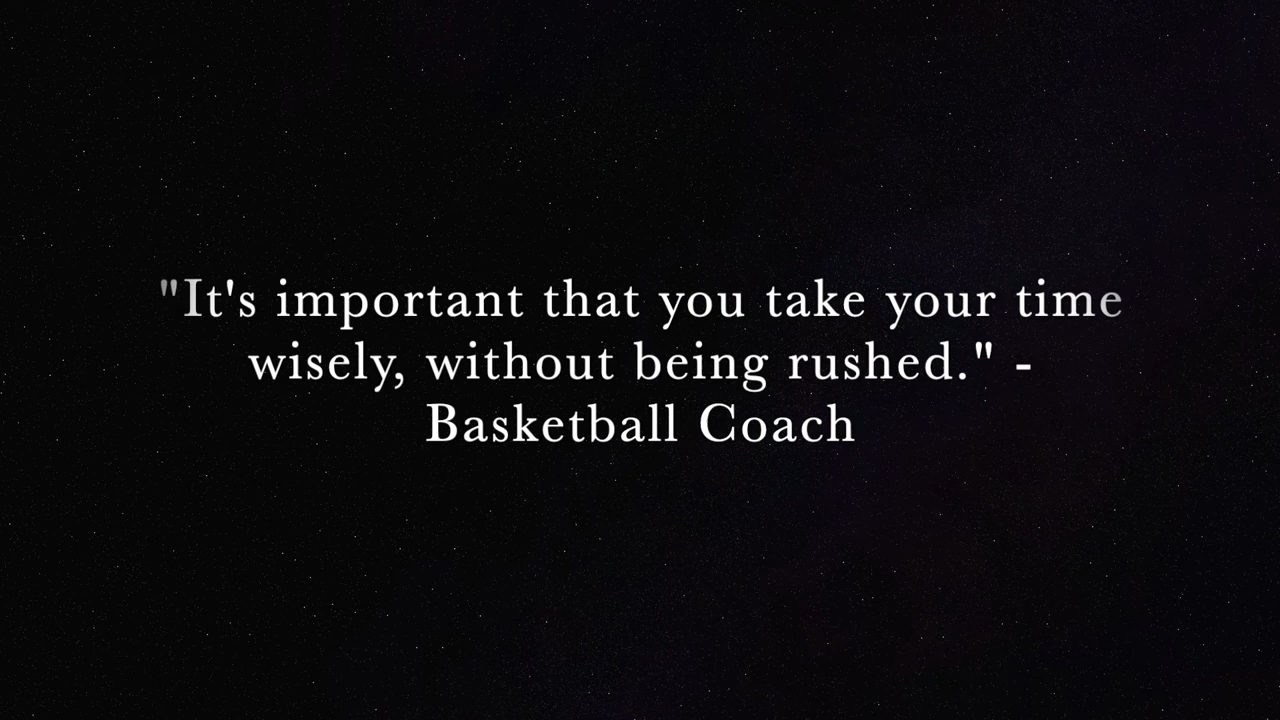 "It's important that you take your time
wisely, without being rushed." -
Basketball Coach